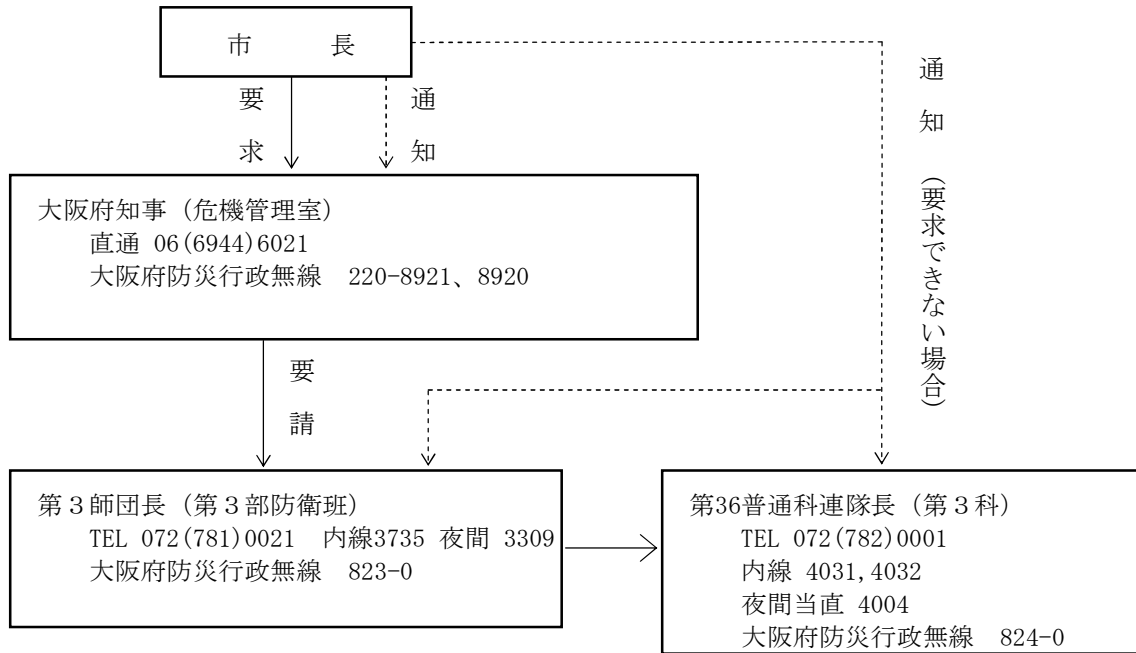 市　　　長
要求
通知
通知（要求できない場合）
大阪府知事（危機管理室）
直通 06(6944)6021
大阪府防災行政無線　220-8921、8920
要請
第３師団長（第３部防衛班）
TEL 072(781)0021　内線3735 夜間 3309
大阪府防災行政無線　823-0
第36普通科連隊長（第３科）
TEL 072(782)0001
内線 4031,4032
夜間当直 4004
大阪府防災行政無線　824-0